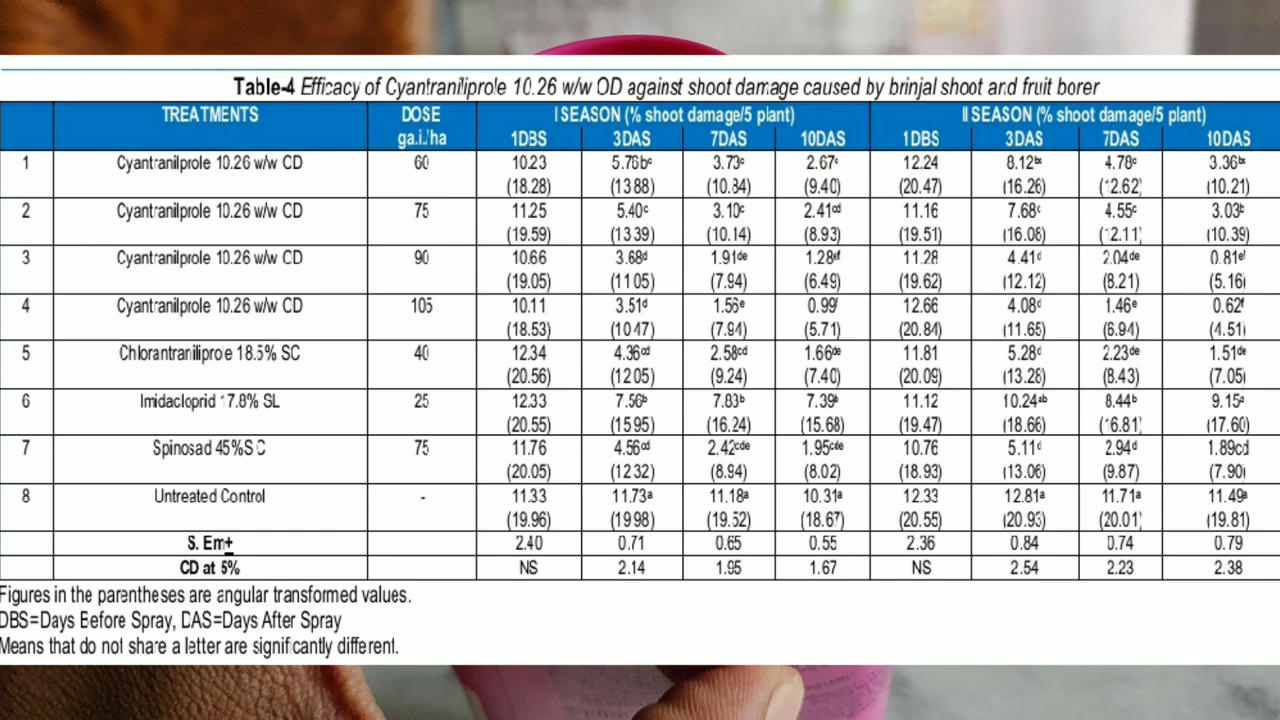 Table-4 Efficacy of Cyantraniliprole 10.26 w/w OD against shoot damage caused by brinjal shoot and fruit borer
TREATMENTS DOSE I SEASON (% shoot damage/5 plant) II SEASON (% shoot damage/5 plant)
ga.i./ha 1DBS 3DAS 7DAS 10DAS 1DBS 3DAS 7DAS 10DAS
1 Cyantranilprole 10.26 w/w CD 60 10.23 5.76bc 3.73c 2.67c 12.24 8.12bc 4.78c 3.36bc
(18.28) (13.88) (10.84) (9.40) (20.47) (16.26) (12.62) (10.21)
2 Cyantranilprole 10.26 w/w CD 75 11.25 5.40c 3.10c 2.41cd 11.16 7.68c 4.55c 3.03b
(19.59) (13.39) (10.14) (8.93) (19.51) (16.08) (12.11) (10.39)
3 Cyantranilprole 10.26 w/w CD 90 10.66 3.68d 1.91de 1.28ef 11.28 4.41d 2.04de 0.81ef
(19.05) (11.05) (7.94) (6.49) (19.62) (12.12) (8.21) (5.16)
4 Cyantranilprole 10.26 w/w CD 105 10.11 3.51d 1.56e 0.99f 12.66 4.08d 1.46e 0.62f
(18.53) (10.47) (7.94) (5.71) (20.84) (11.65) (6.94) (4.51)
5 Chlorantraniliprole 18.5% SC 40 12.34 4.36cd 2.58cd 1.66de 11.81 5.28d 2.23de 1.51de
(20.56) (12.05) (9.24) (7.40) (20.09) (13.28) (8.43) (7.05)
6 Imidacloprid 17.8% SL 25 12.33 7.56b 7.83b 7.39b 11.12 10.24ab 8.44b 9.15a
(20.55) (15.95) (16.24) (15.68) (19.47) (18.66) (16.81) (17.60)
7 Spinosad 45%SC 75 11.76 4.56cd 2.42cde 1.95cde 10.76 5.11d 2.94d 1.89cd
(20.05) (12.32) (8.94) (8.02) (18.93) (13.06) (9.87) (7.90)
8 Untreated Control - 11.33 11.73a 11.18a 10.31a 12.33 12.81a 11.71a 11.49a
(19.96) (19.98) (19.52) (18.67) (20.55) (20.93) (20.01) (19.81)
S. Em± 2.40 0.71 0.65 0.55 2.36 0.84 0.74 0.79
CD at 5% NS 2.14 1.95 1.67 NS 2.54 2.23 2.38
Figures in the parentheses are angular transformed values.
DBS=Days Before Spray, DAS=Days After Spray
Means that do not share a letter are significantly different.